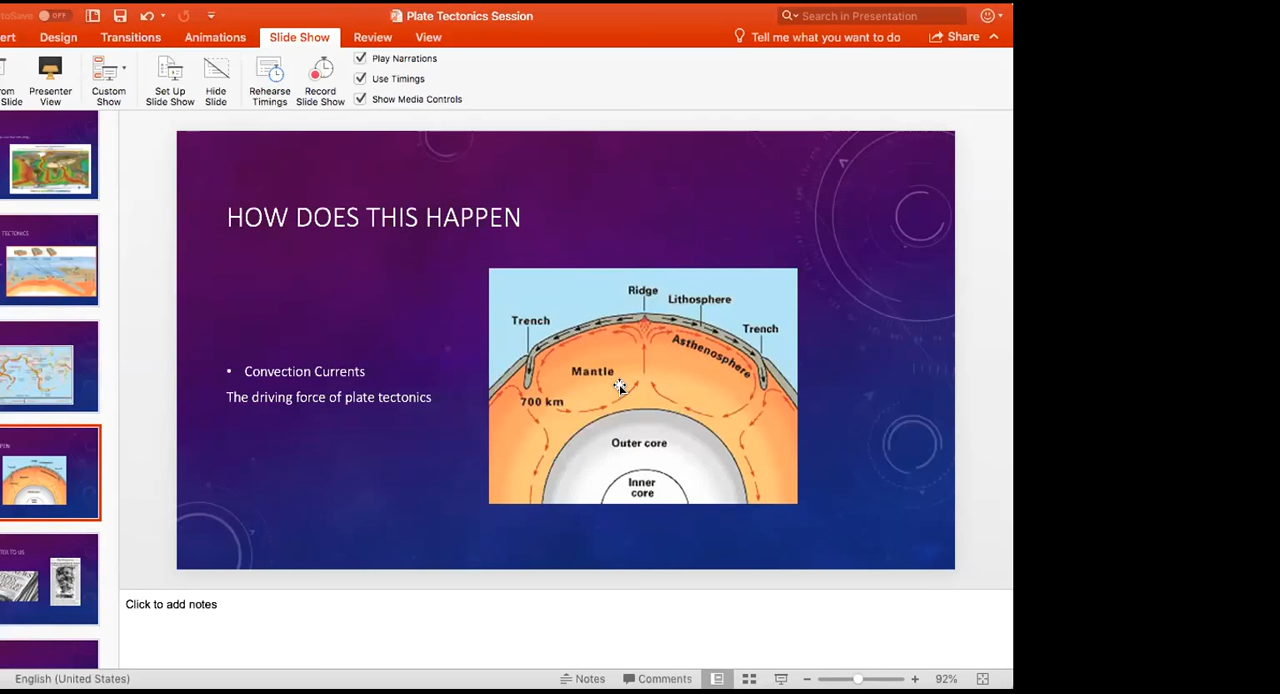 toSave OFF
Plate Tectonics Session
Search in Presentation
ert Design Transitions Animations Slide Show Review View
Tell me what you want to do
Share
rom
Slide
Presenter
View
Custom
Show
Set Up
Slide Show
Hide
Slide
Rehearse
Timings
Record
Slide Show
Play Narrations
Use Timings
Show Media Controls
TECTONICS
HOW DOES THIS HAPPEN
Convection Currents
The driving force of plate tectonics
Ridge
Lithosphere
Trench
Trench
Asthenosphere
Mantle
700 km
Outer core
Inner
core
Click to add notes
English (United States)
Notes
Comments
92%